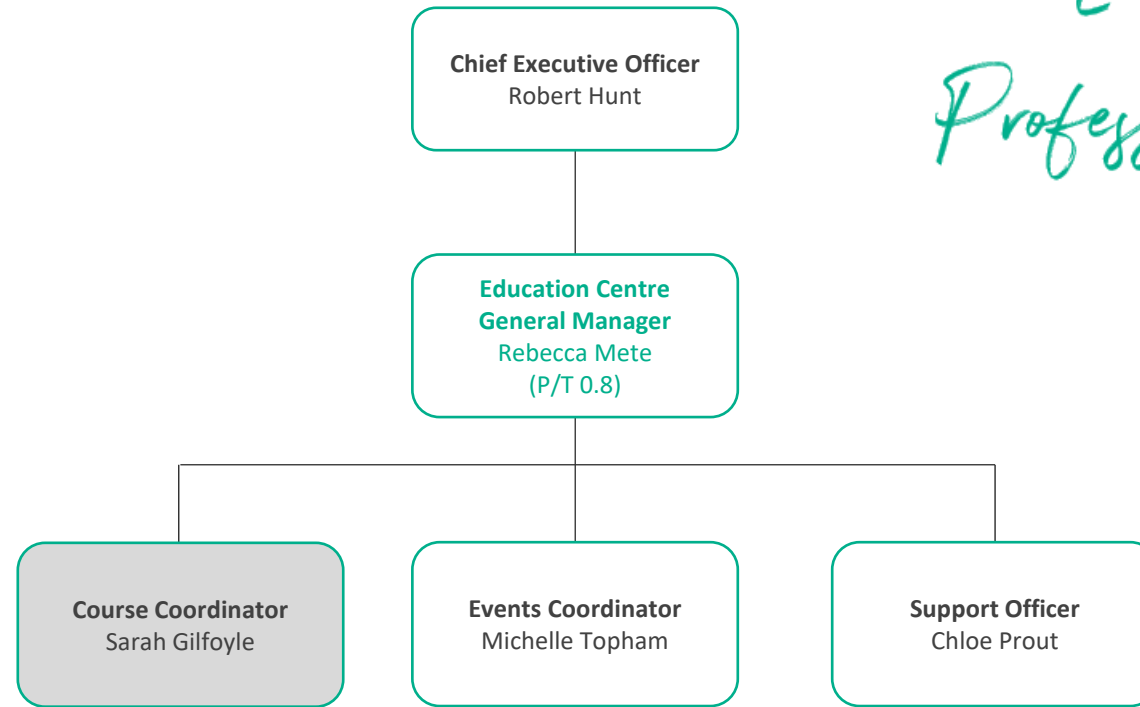 Chief Executive Officer
Robert Hunt
Education Centre
General Manager
Rebecca Mete
(P/T 0.8)
Course Coordinator
Sarah Gilfoyle
Events Coordinator
Michelle Topham
Support Officer
Chloe Prout